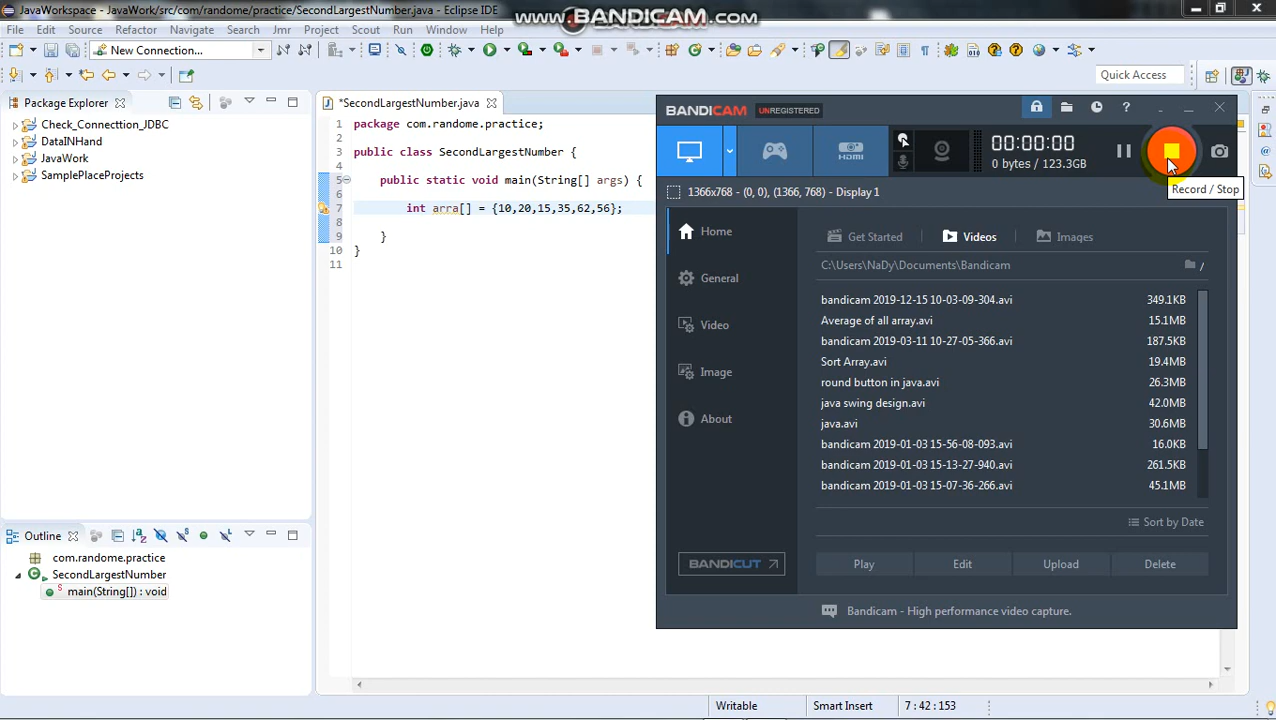 JavaWorkspace - JavaWork/src/com/randome/practice/SecondLargestNumber.java - Eclipse IDE
www.BANDICAM.com
File Edit Source Refactor Navigate Search Jmr Project Scout Run Window Help
New Connection...
Quick Access
Package Explorer
Check_Connecttion_JDBC
JavaWork
JavaWork
SamplePlaceProjects
Outline
com.randome.practice
SecondLargestNumber
main(String[]) : void
*SecondLargestNumber.java
1 package com.randome.practice;
2
3 public class SecondLargestNumber {
4
5 public static void main(String[] args) {
6
7 int arra[] = {10,20,15,35,62,56};
8
9 }
10 }
11
BANDICAM UNREGISTERED
HDMI
00:00:00
0 bytes / 123.3GB
Record / Stop
1366x768 - (0, 0), (1366, 768) - Display 1
Home
General
Video
Image
About
BANDICUT
Get Started Videos Images
C:\Users\NaDy\Documents\Bandicam
bandicam 2019-12-15 10-03-09-304.avi 349.1KB
Average of all array.avi 15.1MB
bandicam 2019-03-11 10-27-05-366.avi 187.5KB
Sort Array.avi 19.4MB
round button in java.avi 26.3MB
java swing design.avi 42.0MB
java.avi 30.6MB
bandicam 2019-01-03 15-56-08-093.avi 16.0KB
bandicam 2019-01-03 15-13-27-940.avi 261.5KB
bandicam 2019-01-03 15-07-36-266.avi 45.1MB
Sort by Date
Play Edit Upload Delete
Bandicam - High performance video capture.
Writable Smart Insert 7 : 42 : 153